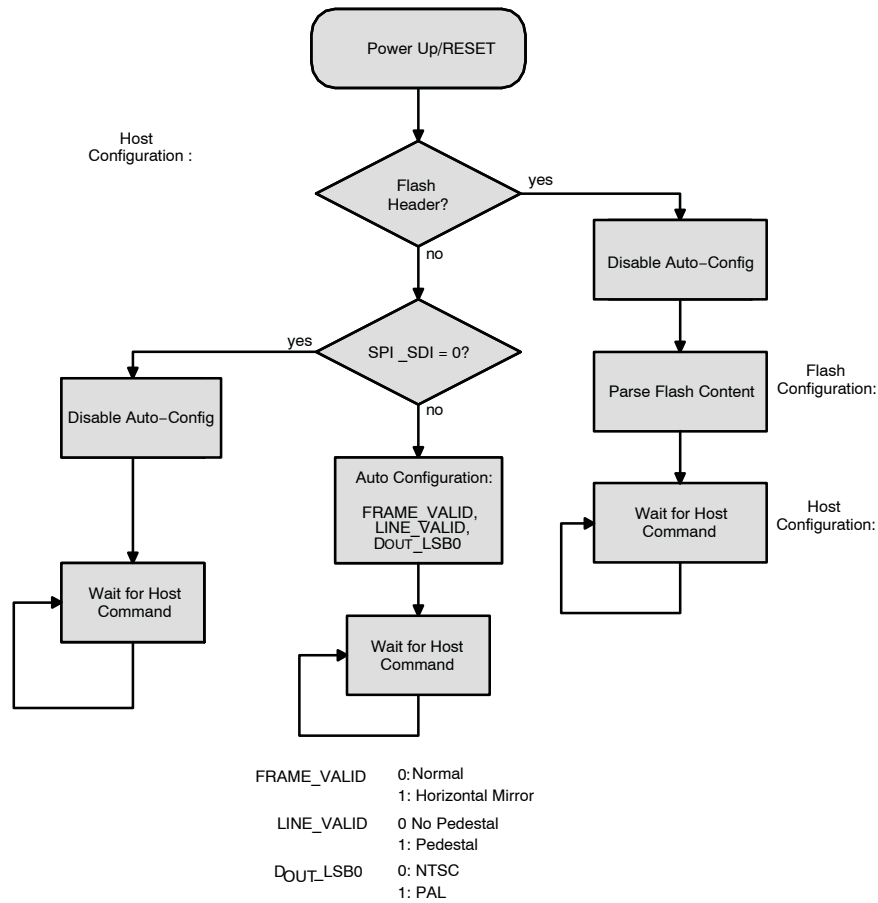 Power Up/RESET
Host
Configuration :
Flash
Header?
yes
no
Disable Auto−Config
SPI _SDI = 0?
yes
no
Parse Flash Content
Flash
Configuration:
Disable Auto−Config
Auto Configuration:
FRAME_VALID,
LINE_VALID,
DOUT_LSB0
Wait for Host
Command
Host
Configuration:
Wait for Host
Command
Wait for Host
Command
FRAME_VALID 0: Normal
1: Horizontal Mirror
LINE_VALID 0 No Pedestal
1: Pedestal
DOUT_LSB0 0: NTSC
1: PAL